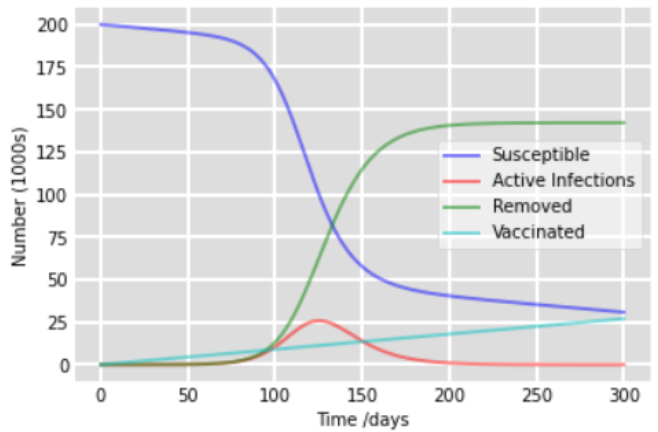 200
175
150
125
100
75
50
25
0
Number (1000s)
Susceptible
Active Infections
Removed
Vaccinated
0 50 100 150 200 250 300
Time /days